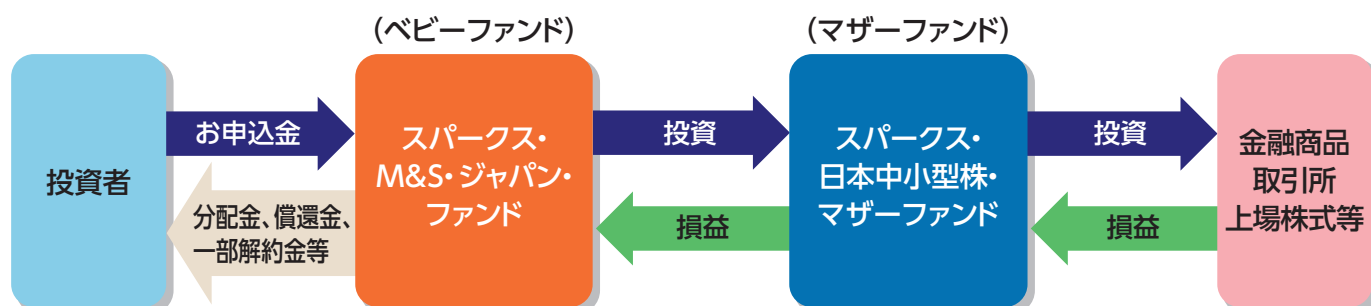 （ベビーファンド）
（マザーファンド）
投資者
お申込金
分配金、償還金、
一部解約金等
スパークス・
M&S・ジャパン・
ファンド
投資
損益
スパークス・
日本中小型株・
マザーファンド
投資
損益
金融商品
取引所
上場株式等